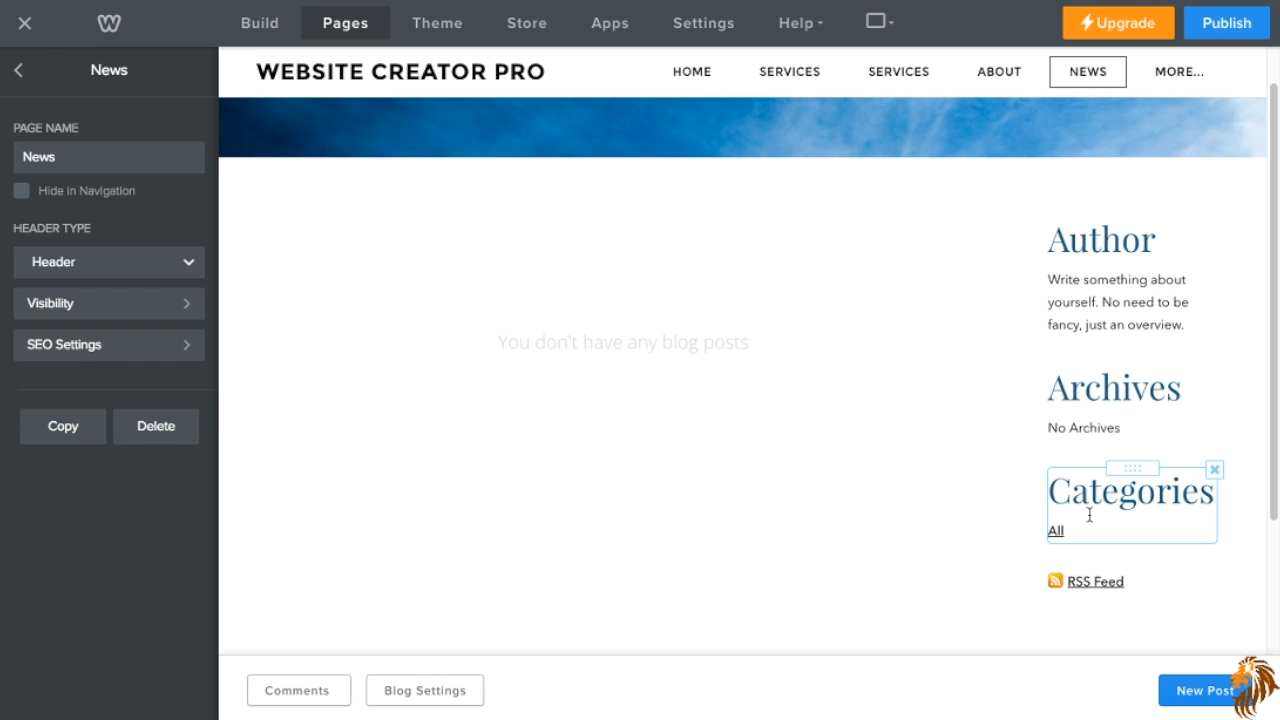 Build
Pages
Theme
Store
Apps
Settings
Help
Upgrade
Publish
News
PAGE NAME
News
Hide in Navigation
HEADER TYPE
Header
Visibility
SEO Settings
Copy
Delete
WEBSITE CREATOR PRO
HOME
SERVICES
SERVICES
ABOUT
NEWS
MORE...
You don't have any blog posts
Author
Write something about
yourself. No need to be
fancy, just an overview.
Archives
No Archives
Categories
All
RSS Feed
Comments
Blog Settings
New Post